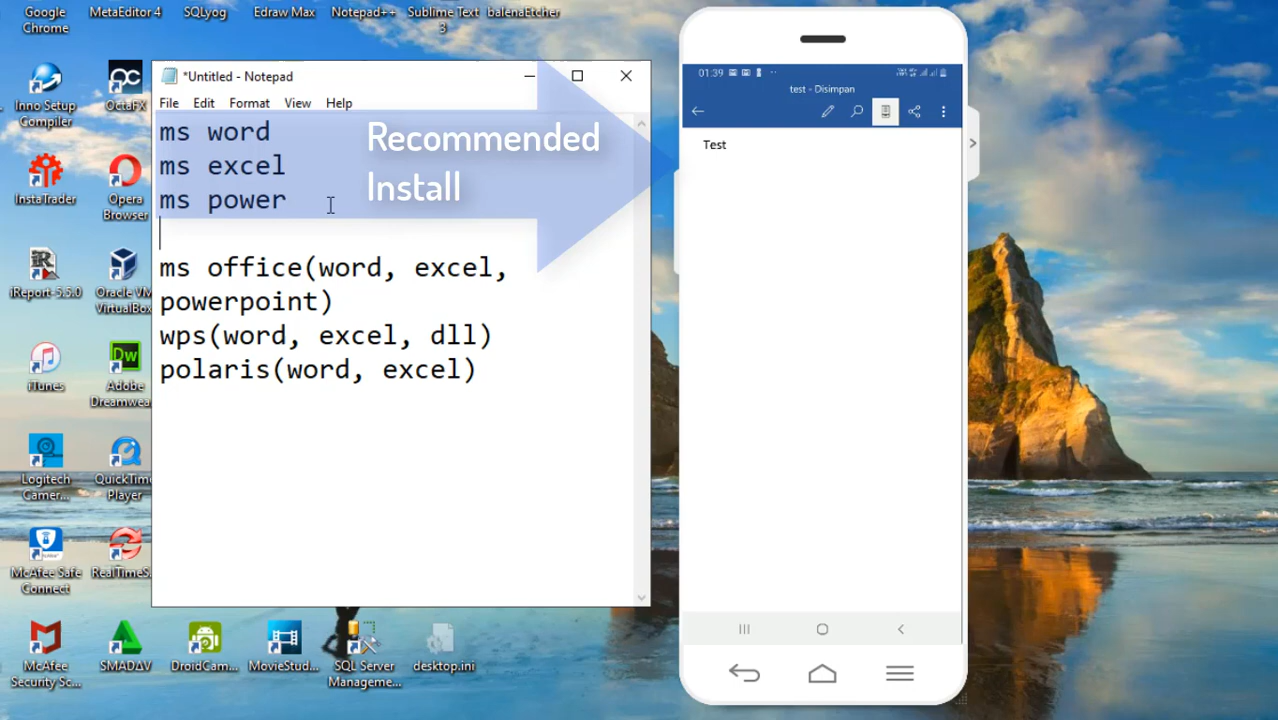 Google
Chrome
MetaEditor 4
SQLyog
Edraw Max
Notepad++
Sublime Text
3
balenaEtcher
Inno Setup
Compiler
OctaFX
InstaTrader
Opera
Browser
iReport-5.5.0
Oracle VM
VirtualBox
iTunes
Adobe
Dreamwea
Logitech
Camer...
QuickTime
Player
McAfee Safe
Connect
RealTimeS
McAfee
Security Sc...
SMADΔV
DroidCam...
MovieStud...
SQL Server
Manageme...
desktop.ini
*Untitled - Notepad
File Edit Format View Help
ms word
ms excel
ms power
ms office(word, excel,
powerpoint)
wps(word, excel, dll)
polaris(word, excel)
Recommended
Install
01:39
test - Disimpan
Test